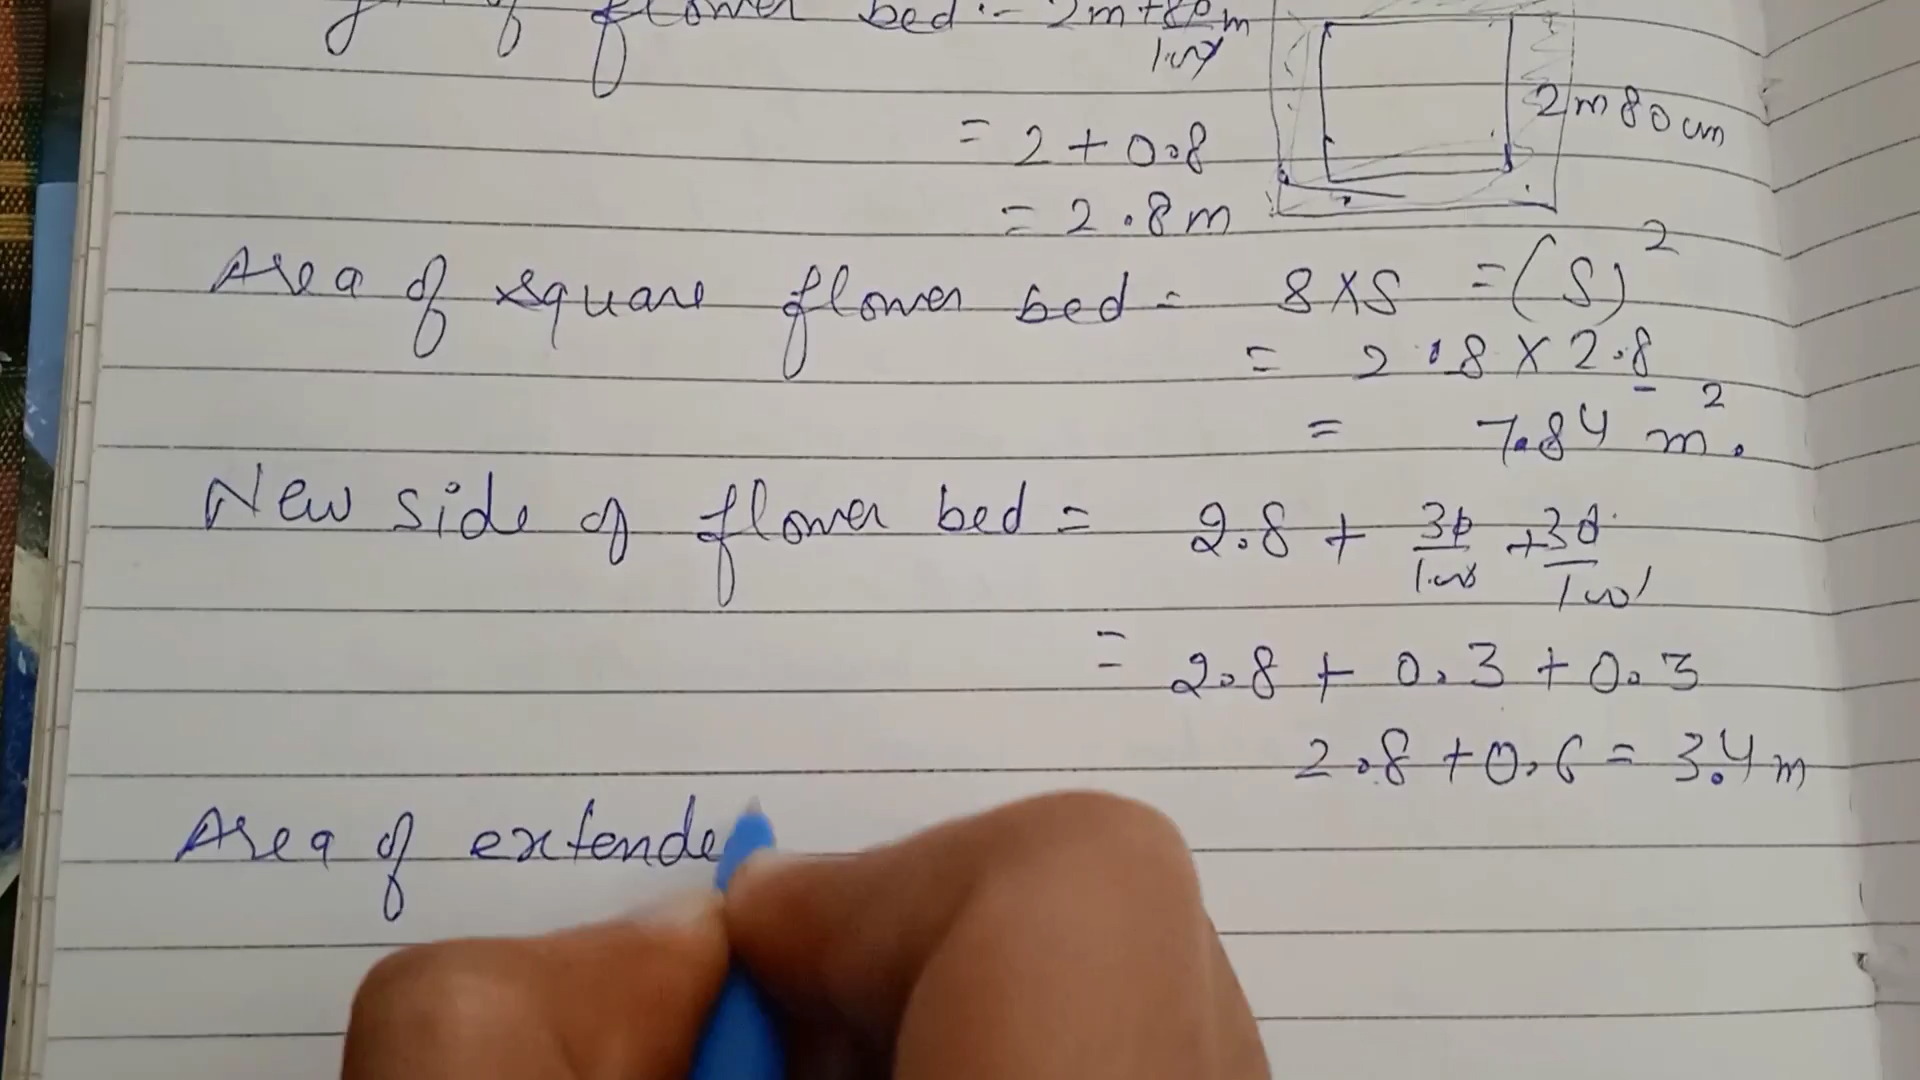 of flower bed :- 2m + 80/100 m
2m 80 cm
= 2 + 0.8
= 2.8 m
Area of square flower bed = S x S = (S)²
= 2.8 x 2.8
= 7.84 m².
New side of flower bed = 2.8 + 30/100 + 30/100
= 2.8 + 0.3 + 0.3
2.8 + 0.6 = 3.4 m
Area of extende